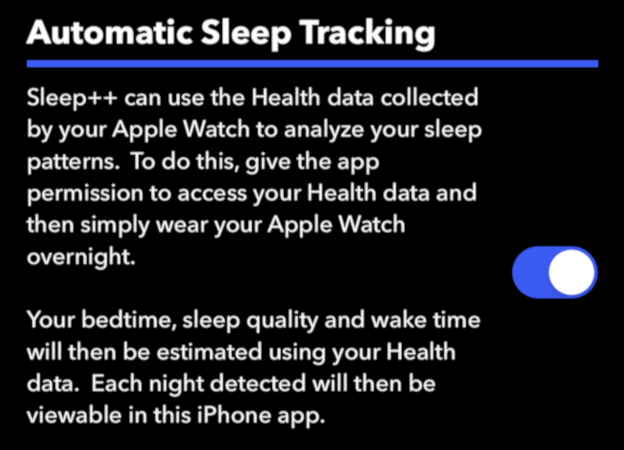 Automatic Sleep Tracking
Sleep++ can use the Health data collected
by your Apple Watch to analyze your sleep
patterns.  To do this, give the app
permission to access your Health data and
then simply wear your Apple Watch
overnight.
Your bedtime, sleep quality and wake time
will then be estimated using your Health
data.  Each night detected will then be
viewable in this iPhone app.